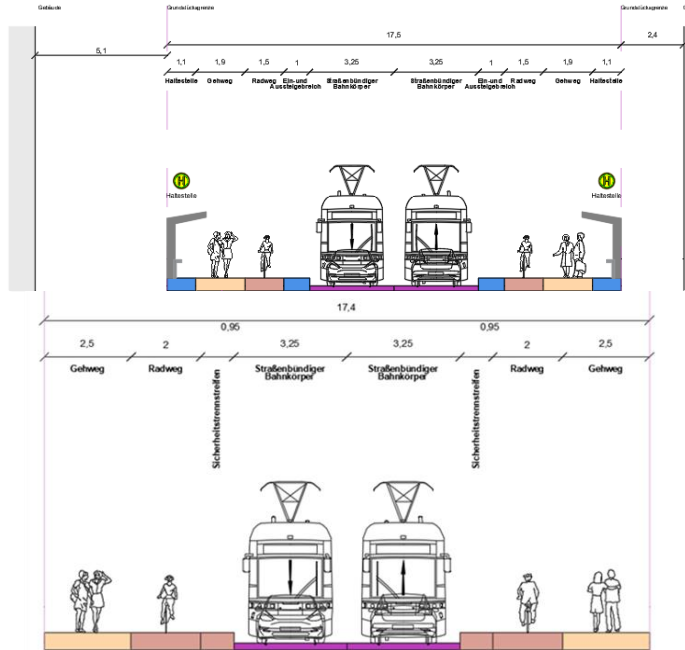 Gebäude
Grundstücksgrenze
Grundstücksgrenze
17,5
5,1
2,4
1,1 1,9 1,5 1 3,25 3,25 1 1,5 1,9 1,1
Haltestelle Gehweg Radweg Ein-und Straßenbündiger Straßenbündiger Ein-und Radweg Gehweg Haltestelle
Aussteigebreich Bahnkörper Bahnkörper Aussteigebreich
H H
Haltestelle Haltestelle
17,4
0,95 0,95
2,5 2 3,25 3,25 2 2,5
Gehweg Radweg Sicherheitstrennstreifen Straßenbündiger Straßenbündiger Sicherheitstrennstreifen Radweg Gehweg
Bahnkörper Bahnkörper